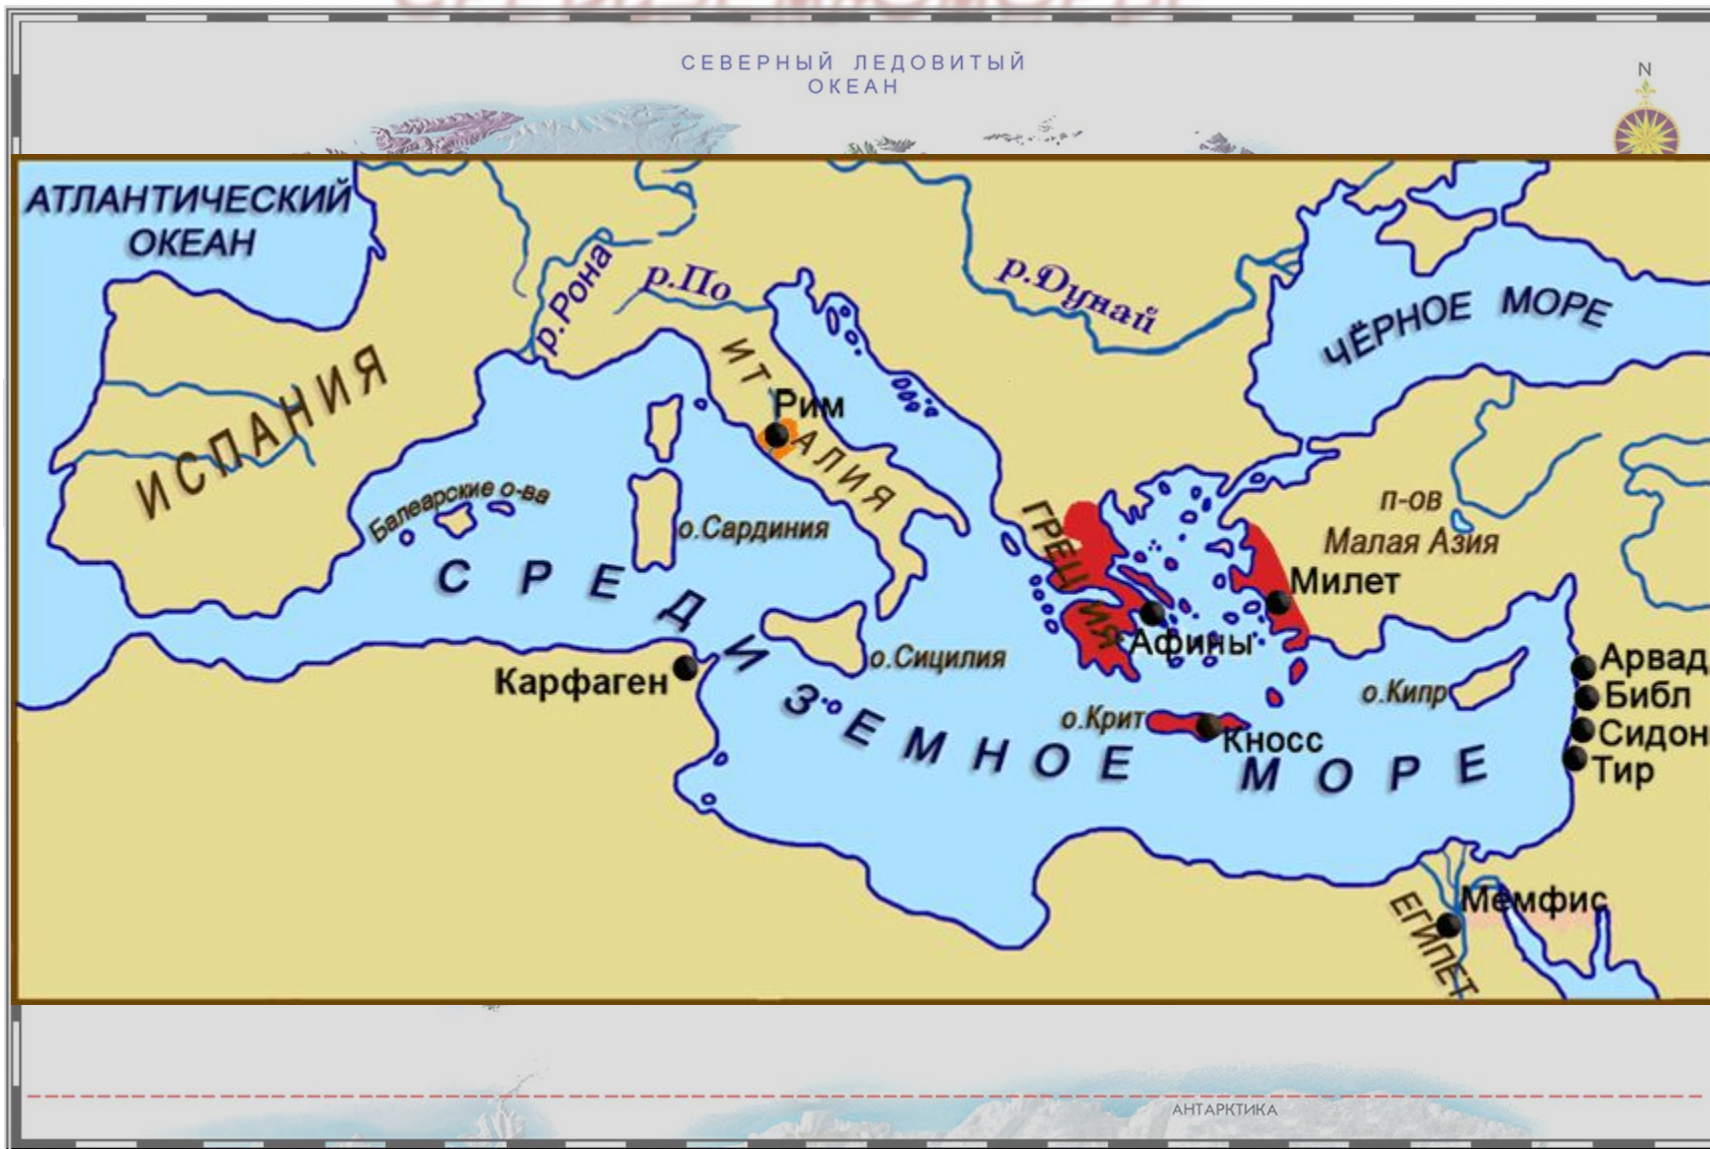 СЕВЕРНЫЙ ЛЕДОВИТЫЙ
ОКЕАН
N
АТЛАНТИЧЕСКИЙ
ОКЕАН
р.Рона
р.По
р.Дунай
ЧЁРНОЕ МОРЕ
ИСПАНИЯ
ИТАЛИЯ
Рим
Балеарские о-ва
о.Сардиния
ГРЕЦИЯ
п-ов
Малая Азия
Милет
СРЕДИЗЕМНОЕ МОРЕ
Афины
о.Сицилия
Карфаген
о.Крит
Кносс
о.Кипр
Арвад
Библ
Сидон
Тир
Мемфис
ЕГИПЕТ
АНТАРКТИКА